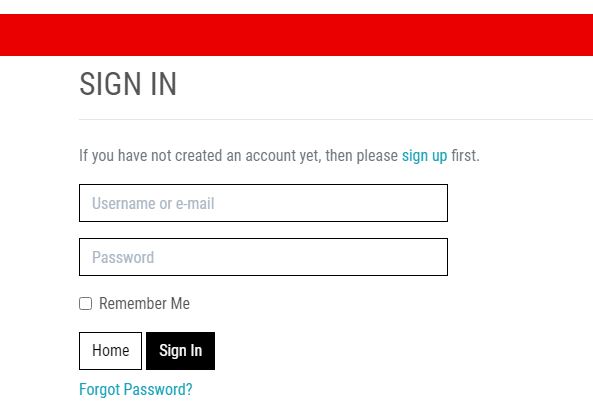 SIGN IN
If you have not created an account yet, then please sign up first.
Username or e-mail
Password
Remember Me
Home Sign In
Forgot Password?